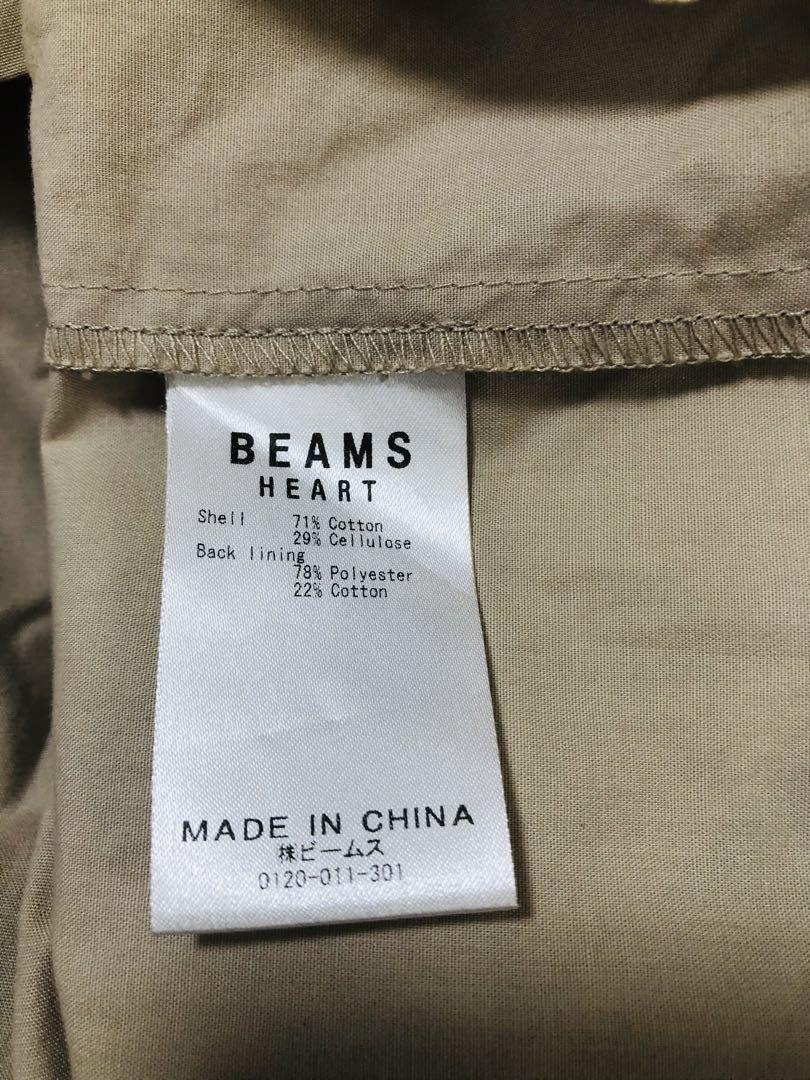 BEAMS
HEART
Shell 71% Cotton
29% Cellulose
Back lining
78% Polyester
22% Cotton
MADE IN CHINA
株ビームス
0120-011-301